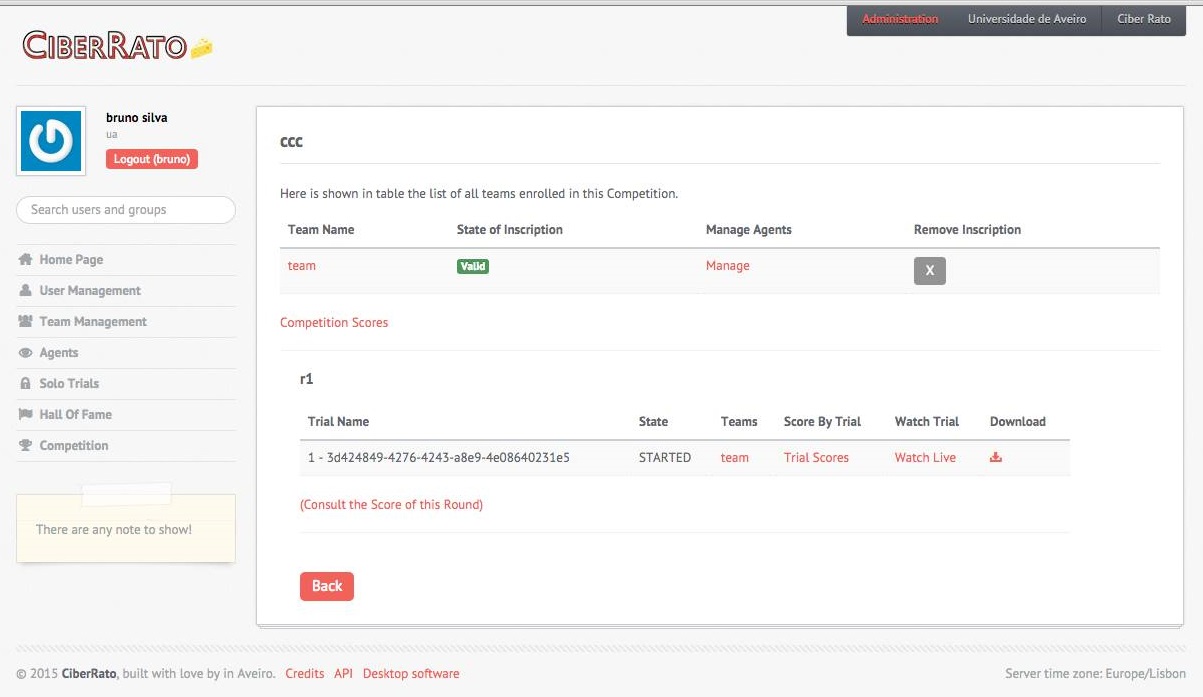 Administration Universidade de Aveiro Ciber Rato
CIBERRATO
bruno silva
ua
Logout (bruno)
Search users and groups
Home Page
User Management
Team Management
Agents
Solo Trials
Hall Of Fame
Competition
There are any note to show!
ccc
Here is shown in table the list of all teams enrolled in this Competition.
Team Name State of Inscription Manage Agents Remove Inscription
team Valid Manage X
Competition Scores
r1
Trial Name State Teams Score By Trial Watch Trial Download
1 - 3d424849-4276-4243-a8e9-4e08640231e5 STARTED team Trial Scores Watch Live
(Consult the Score of this Round)
Back
© 2015 CiberRato, built with love by in Aveiro. Credits API Desktop software Server time zone: Europe/Lisbon